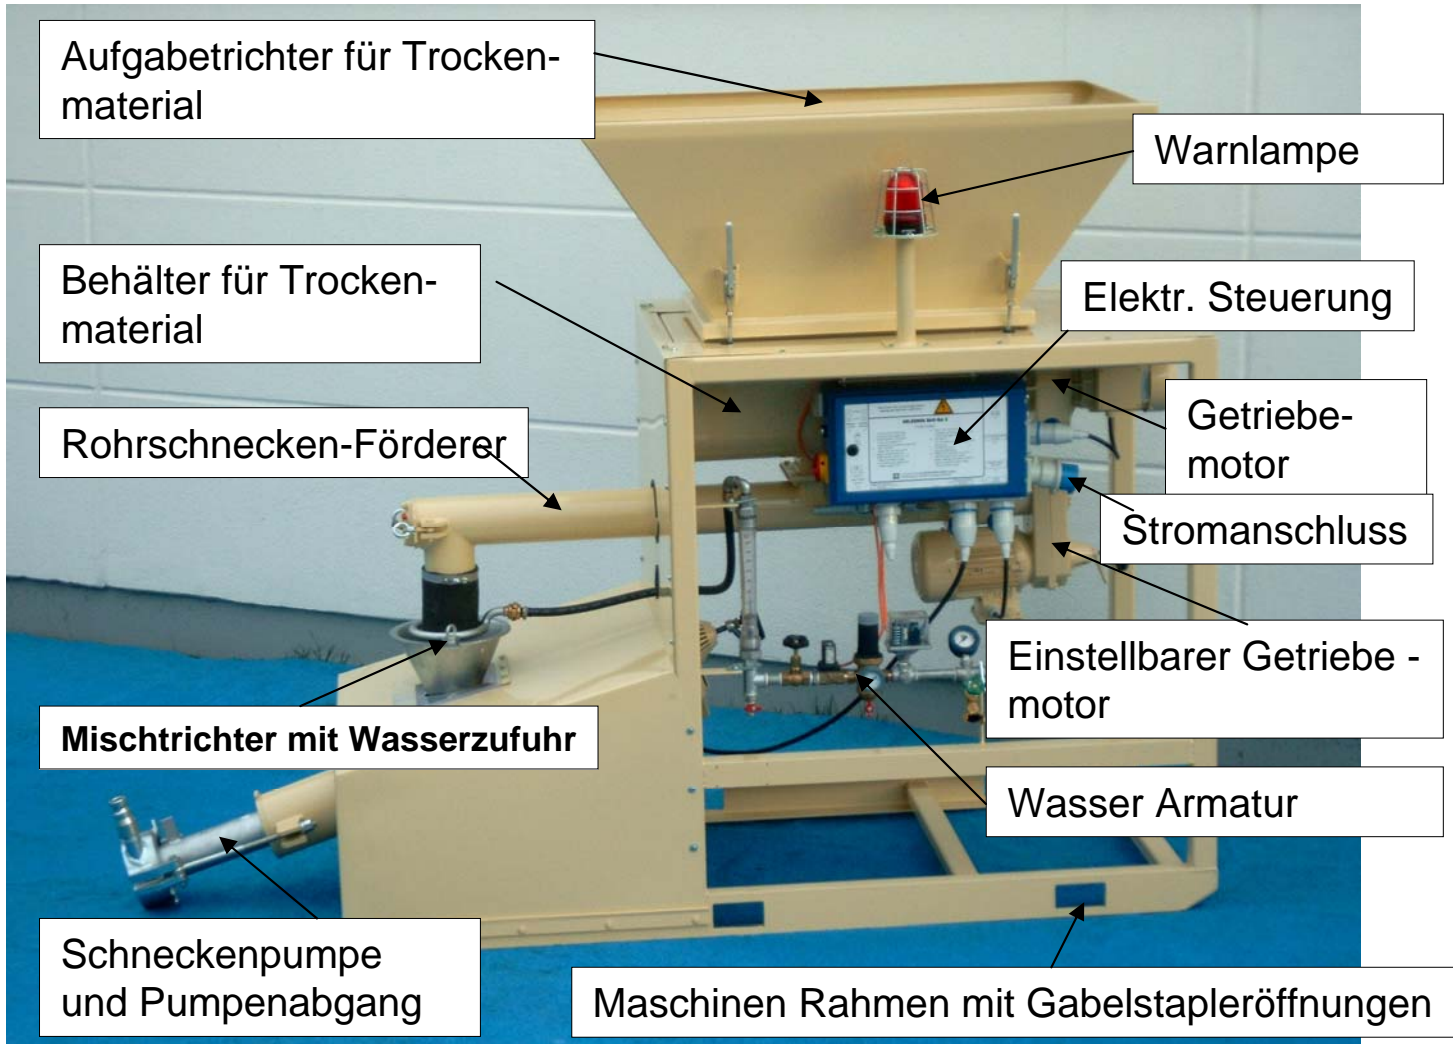 Aufgabetrichter für Trocken-
material
Warnlampe
Behälter für Trocken-
material
Elektr. Steuerung
Rohrschnecken-Förderer
Getriebe-
motor
Stromanschluss
Einstellbarer Getriebe -
motor
Mischtrichter mit Wasserzufuhr
Wasser Armatur
Schneckenpumpe
und Pumpenabgang
Maschinen Rahmen mit Gabelstapleröffnungen